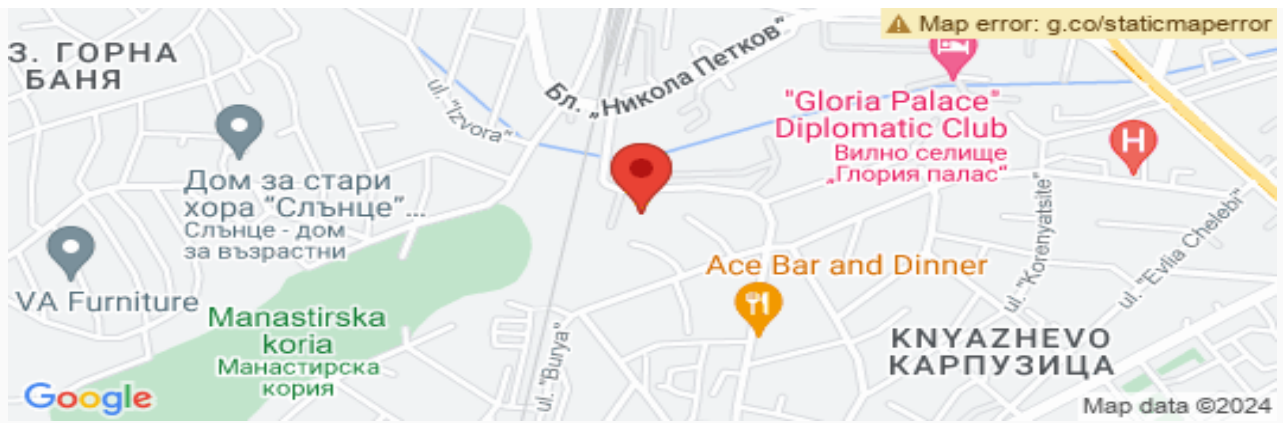 Map error: g.co/staticmaperror
З. ГОРНА
БАНЯ
ul. "Izvora"
Бл. „Никола Петков“
"Gloria Palace"
Diplomatic Club
Вилно селище
„Глория палас“
H
Дом за стари
хора “Слънце”...
Слънце - дом
за възрастни
VA Furniture
Manastirska
koria
Манастирска
кория
Ace Bar and Dinner
ul. "Korenyatsite"
ul. "Evlia Chelebi"
ul. "Burya"
KNYAZHEVO
КАРПУЗИЦА
Google
Map data ©2024